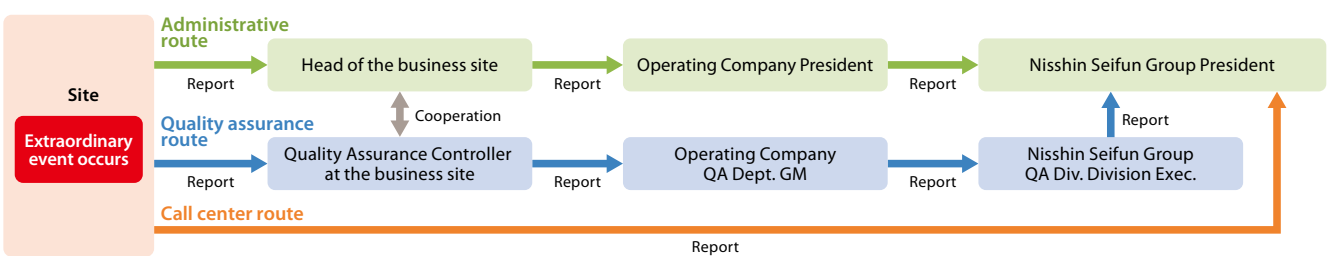 Administrative
route
Report
Head of the business site
Report
Operating Company President
Report
Nisshin Seifun Group President
Site
Extraordinary
event occurs
Cooperation
Quality assurance
route
Report
Quality Assurance Controller
at the business site
Report
Operating Company
QA Dept. GM
Report
Nisshin Seifun Group
QA Div. Division Exec.
Report
Call center route
Report